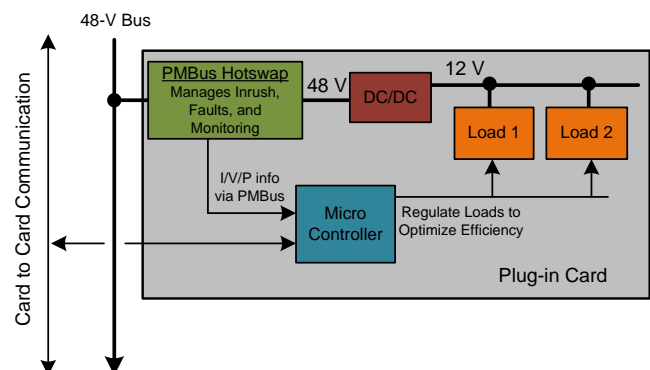 48-V Bus
Card to Card Communication
PMBus Hotswap
Manages Inrush,
Faults, and
Monitoring
48 V
DC/DC
12 V
Load 1
Load 2
I/V/P info
via PMBus
Micro
Controller
Regulate Loads to
Optimize Efficiency
Plug-in Card